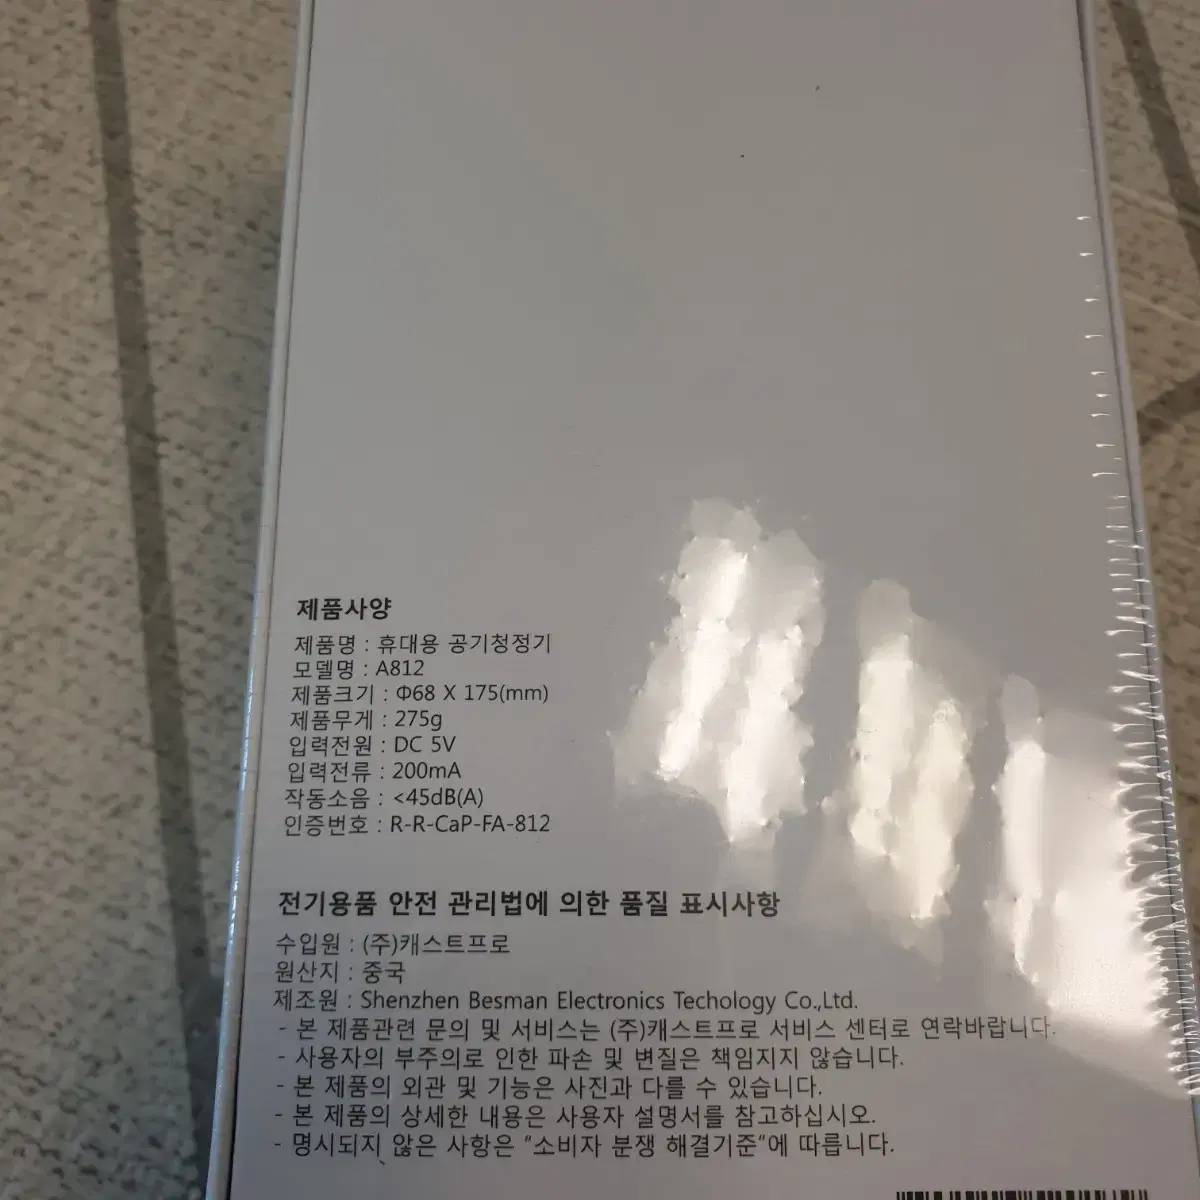 제품사양
제품명 : 휴대용 공기청정기
모델명 : A812
제품크기 : Φ68 X 175(mm)
제품무게 : 275g
입력전원 : DC 5V
입력전류 : 200mA
작동소음 : <45dB(A)
인증번호 : R-R-CaP-FA-812
전기용품 안전 관리법에 의한 품질 표시사항
수입원 : (주)캐스트프로
원산지 : 중국
제조원 : Shenzhen Besman Electronics Techology Co.,Ltd.
- 본 제품관련 문의 및 서비스는 (주)캐스트프로 서비스 센터로 연락바랍니다.
- 사용자의 부주의로 인한 파손 및 변질은 책임지지 않습니다.
- 본 제품의 외관 및 기능은 사진과 다를 수 있습니다.
- 본 제품의 상세한 내용은 사용자 설명서를 참고하십시오.
- 명시되지 않은 사항은 "소비자 분쟁 해결기준"에 따릅니다.